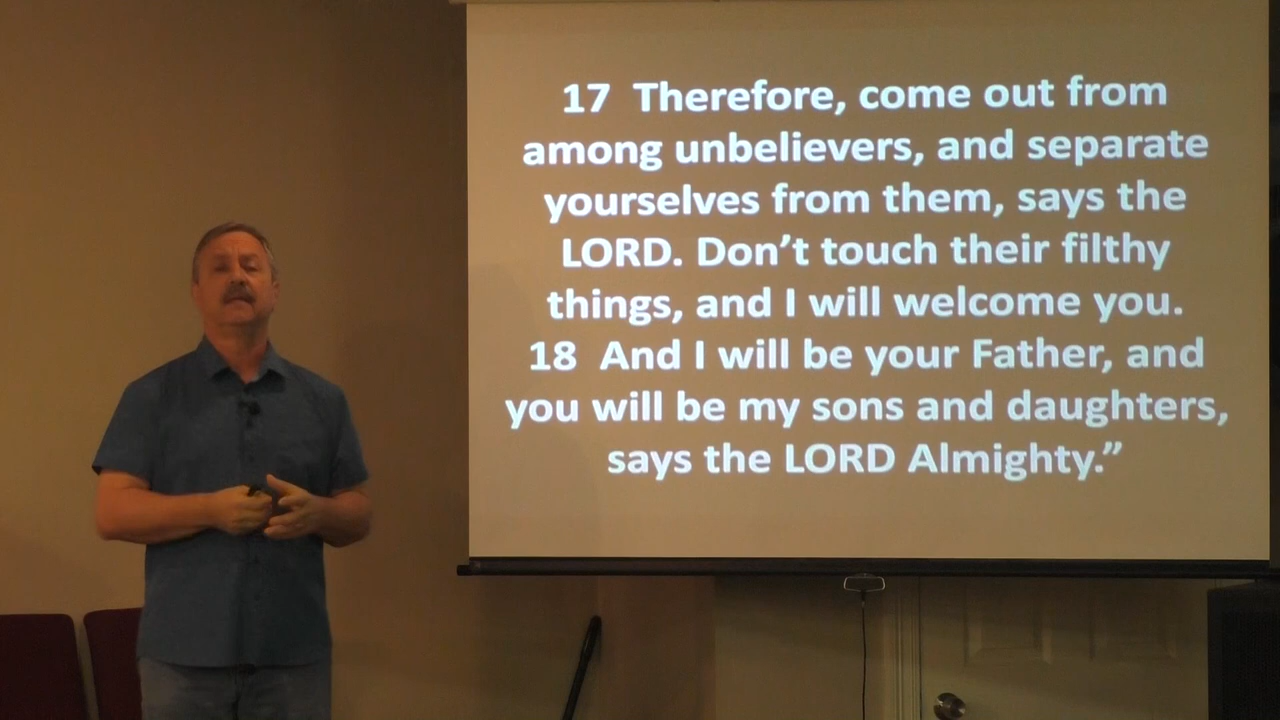 17  Therefore, come out from
among unbelievers, and separate
yourselves from them, says the
LORD. Don’t touch their filthy
things, and I will welcome you.
18  And I will be your Father, and
you will be my sons and daughters,
says the LORD Almighty.”